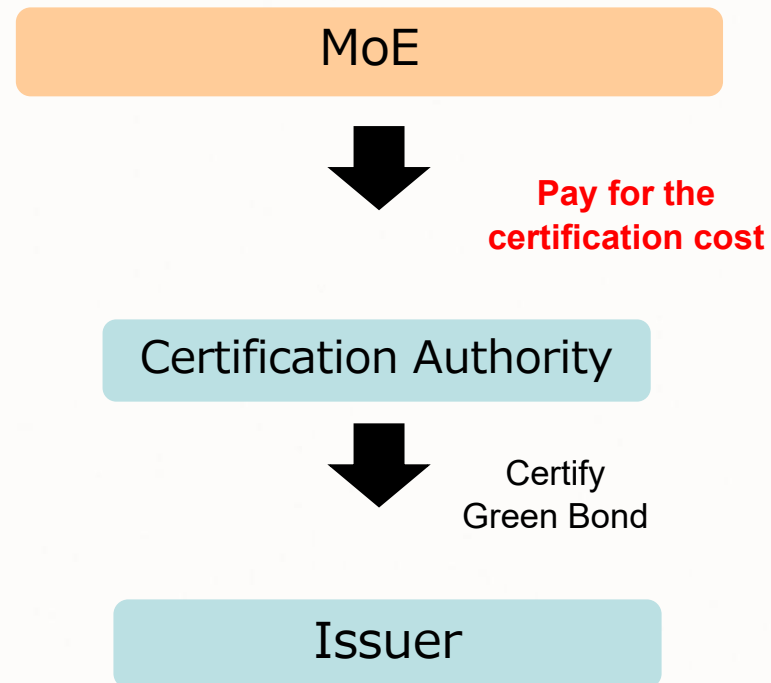 MoE
Pay for the
certification cost
Certification Authority
Certify
Green Bond
Issuer